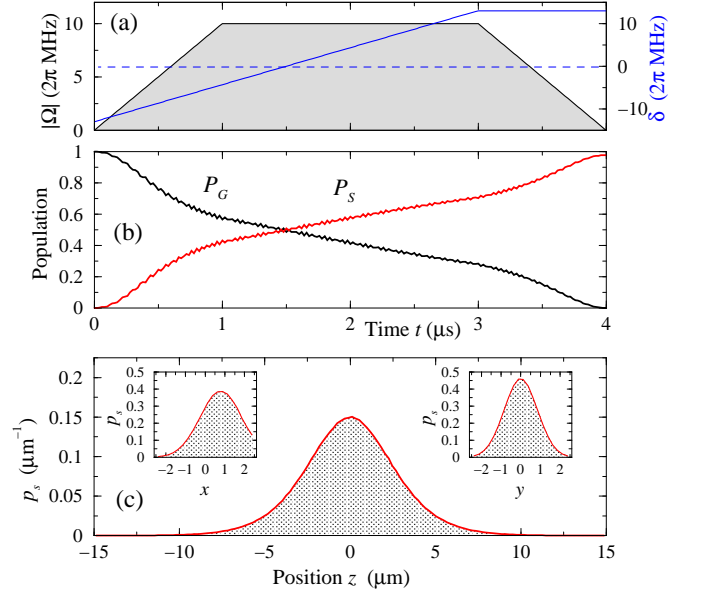 (a)
|Ω| (2π MHz)
10
5
0
10
0
−10
δ (2π MHz)
P_G
P_S
(b)
Population
1
0.8
0.6
0.4
0.2
0
0
1
2
3
4
Time t (μs)
p_s (μm⁻¹)
0.2
0.15
0.1
0.05
0
p_s
0.5
0.4
0.3
0.2
0.1
0
−2 −1 0 1 2
x
p_s
0.5
0.4
0.3
0.2
0.1
0
−2 −1 0 1 2
y
(c)
−15
−10
−5
0
5
10
15
Position z (μm)